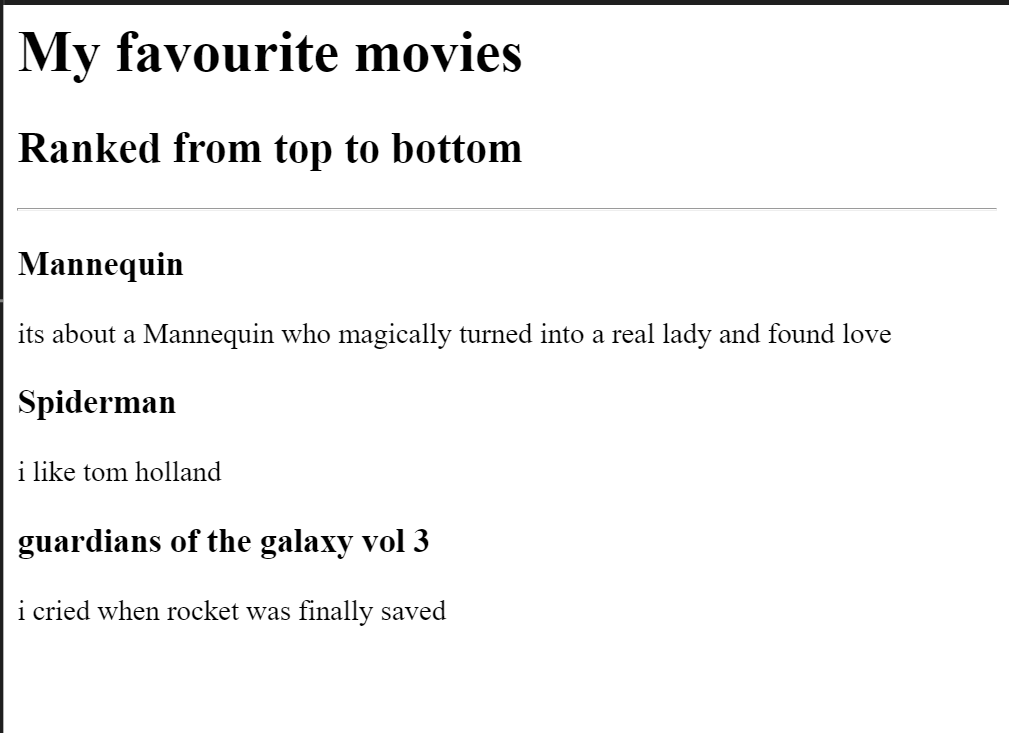 My favourite movies
Ranked from top to bottom
Mannequin
its about a Mannequin who magically turned into a real lady and found love
Spiderman
i like tom holland
guardians of the galaxy vol 3
i cried when rocket was finally saved